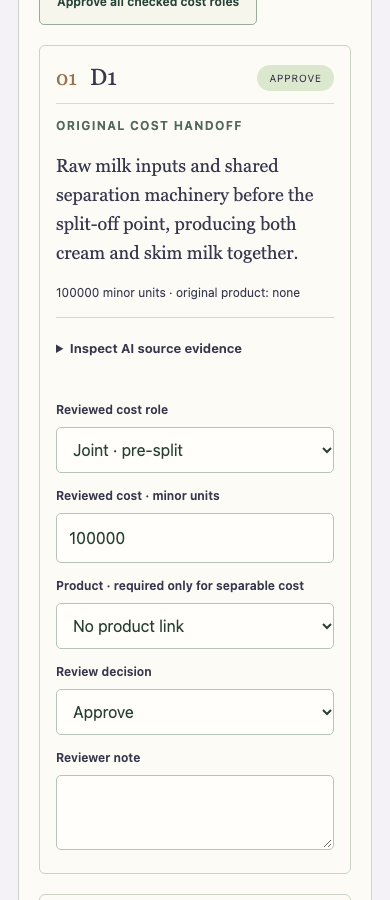 Approve all checked cost roles
01 D1
APPROVE
ORIGINAL COST HANDOFF
Raw milk inputs and shared
separation machinery before the
split-off point, producing both
cream and skim milk together.
100000 minor units · original product: none
Inspect AI source evidence
Reviewed cost role
Joint · pre-split
Reviewed cost · minor units
100000
Product · required only for separable cost
No product link
Review decision
Approve
Reviewer note